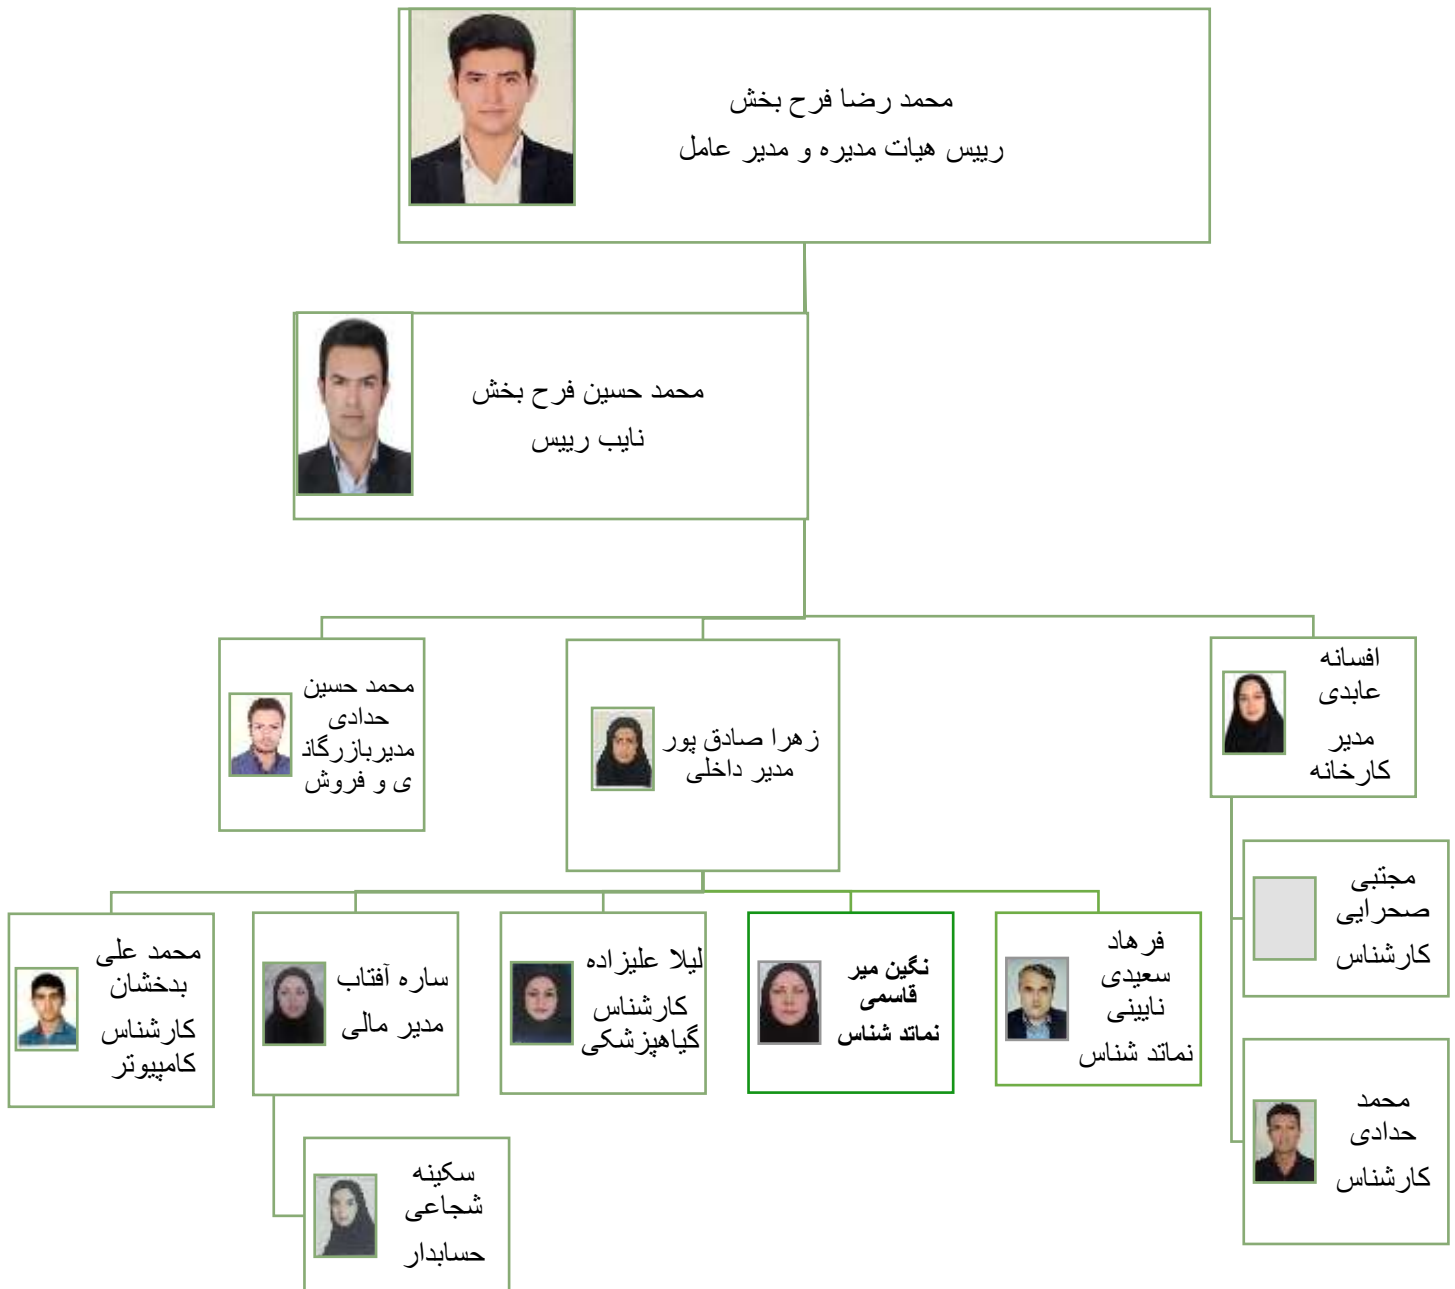 محمد رضا فرح بخش
رییس هیات مدیره و مدیر عامل
محمد حسین فرح بخش
نایب رییس
محمد حسین
حدادی
مدیربازرگان
ی و فروش
زهرا صادق پور
مدیر داخلی
افسانه
عابدی
مدیر
کارخانه
مجتبی
صحرایی
کارشناس
محمد
حدادی
کارشناس
محمد علی
بدخشان
کارشناس
کامپیوتر
ساره آفتاب
مدیر مالی
لیلا علیزاده
کارشناس
گیاهپزشکی
نگین میر
قاسمی
نماتد شناس
فرهاد
سعیدی
نایینی
نماتد شناس
سکینه
شجاعی
حسابدار